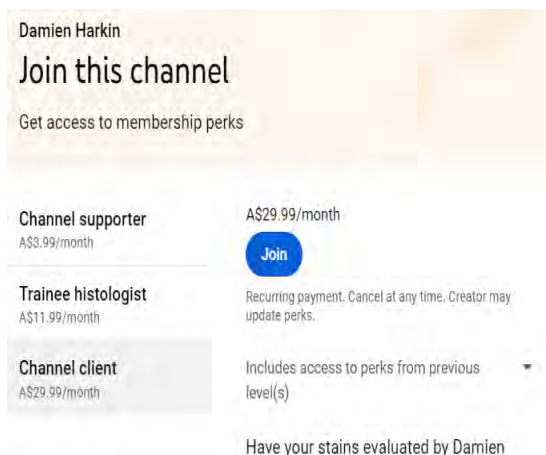 Damien Harkin
Join this channel
Get access to membership perks
Channel supporter
A$3.99/month
Trainee histologist
A$11.99/month
Channel client
A$29.99/month
A$29.99/month
Join
Recurring payment. Cancel at any time. Creator may
update perks.
Includes access to perks from previous
level(s)
Have your stains evaluated by Damien